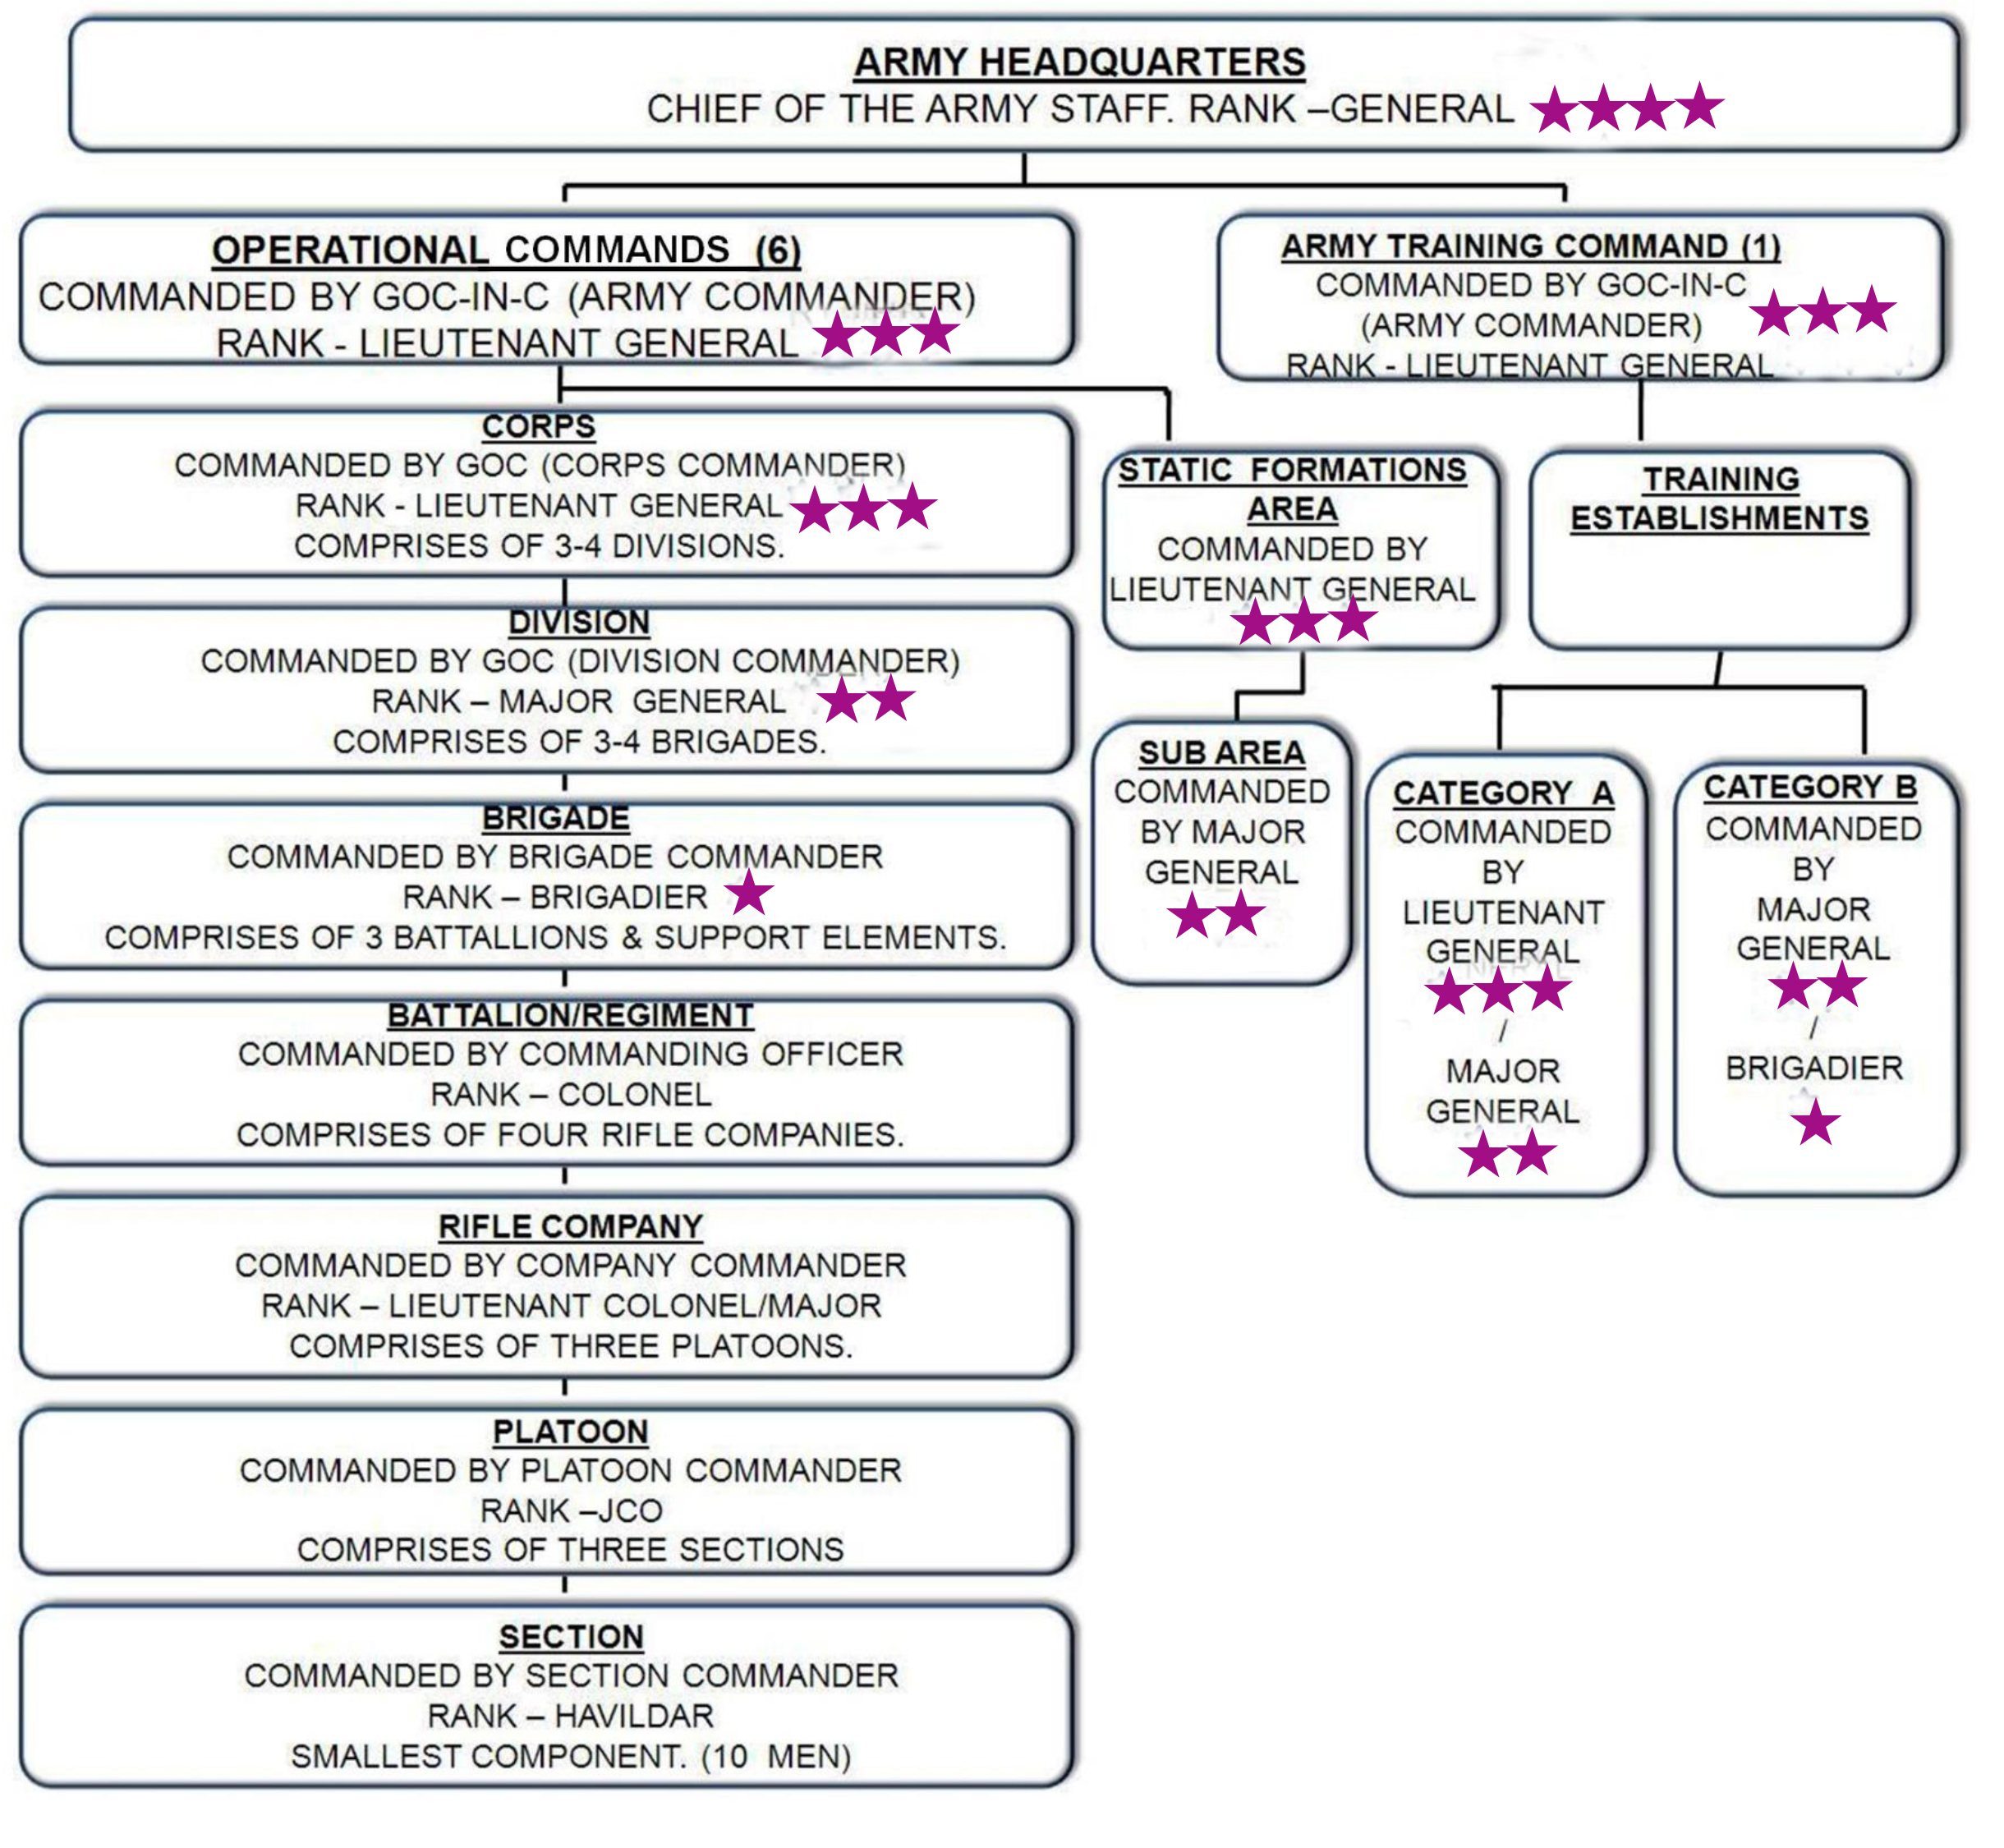 ARMY HEADQUARTERS
CHIEF OF THE ARMY STAFF. RANK –GENERAL
OPERATIONAL COMMANDS (6)
COMMANDED BY GOC-IN-C (ARMY COMMANDER)
RANK - LIEUTENANT GENERAL
ARMY TRAINING COMMAND (1)
COMMANDED BY GOC-IN-C
(ARMY COMMANDER)
RANK - LIEUTENANT GENERAL
CORPS
COMMANDED BY GOC (CORPS COMMANDER)
RANK - LIEUTENANT GENERAL
COMPRISES OF 3-4 DIVISIONS.
STATIC FORMATIONS
AREA
COMMANDED BY
LIEUTENANT GENERAL
TRAINING
ESTABLISHMENTS
DIVISION
COMMANDED BY GOC (DIVISION COMMANDER)
RANK – MAJOR GENERAL
COMPRISES OF 3-4 BRIGADES.
SUB AREA
COMMANDED
BY MAJOR
GENERAL
CATEGORY A
COMMANDED
BY
LIEUTENANT
GENERAL
/
MAJOR
GENERAL
CATEGORY B
COMMANDED
BY
MAJOR
GENERAL
/
BRIGADIER
BRIGADE
COMMANDED BY BRIGADE COMMANDER
RANK – BRIGADIER
COMPRISES OF 3 BATTALLIONS & SUPPORT ELEMENTS.
BATTALION/REGIMENT
COMMANDED BY COMMANDING OFFICER
RANK – COLONEL
COMPRISES OF FOUR RIFLE COMPANIES.
RIFLE COMPANY
COMMANDED BY COMPANY COMMANDER
RANK – LIEUTENANT COLONEL/MAJOR
COMPRISES OF THREE PLATOONS.
PLATOON
COMMANDED BY PLATOON COMMANDER
RANK –JCO
COMPRISES OF THREE SECTIONS
SECTION
COMMANDED BY SECTION COMMANDER
RANK – HAVILDAR
SMALLEST COMPONENT. (10 MEN)